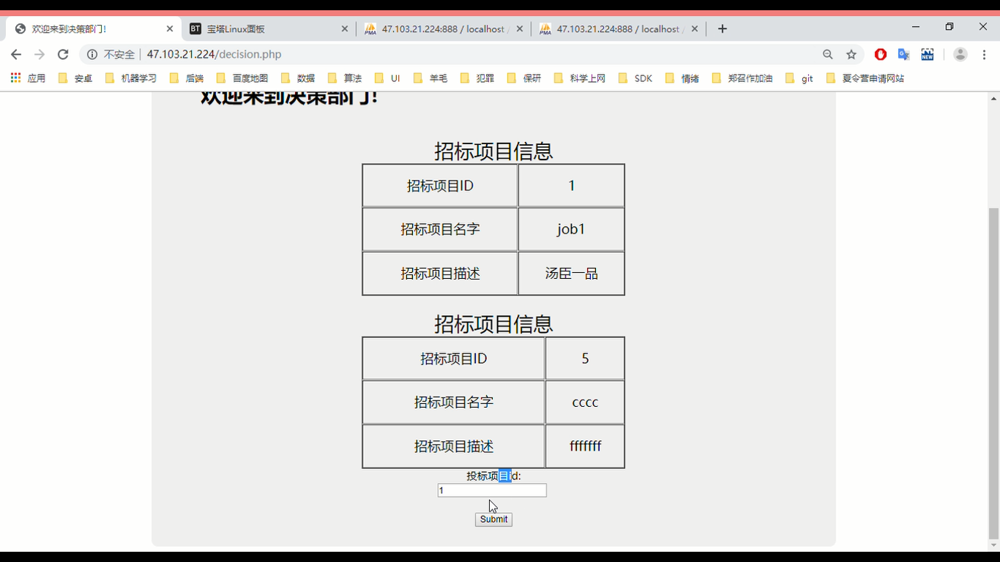 欢迎来到决策部门!
BT 宝塔Linux面板
PMA 47.103.21.224:888 / localhost /
PMA 47.103.21.224:888 / localhost /
不安全 | 47.103.21.224/decision.php
NEW
应用 安卓 机器学习 后端 百度地图 数据 算法 UI 羊毛 犯罪 保研 科学上网 SDK 情绪 郑召作加油 git 夏令营申请网站
欢迎来到决策部门!
招标项目信息
招标项目ID 1
招标项目名字 job1
招标项目描述 汤臣一品
招标项目信息
招标项目ID 5
招标项目名字 cccc
招标项目描述 fffffff
投标项目id:
1
Submit